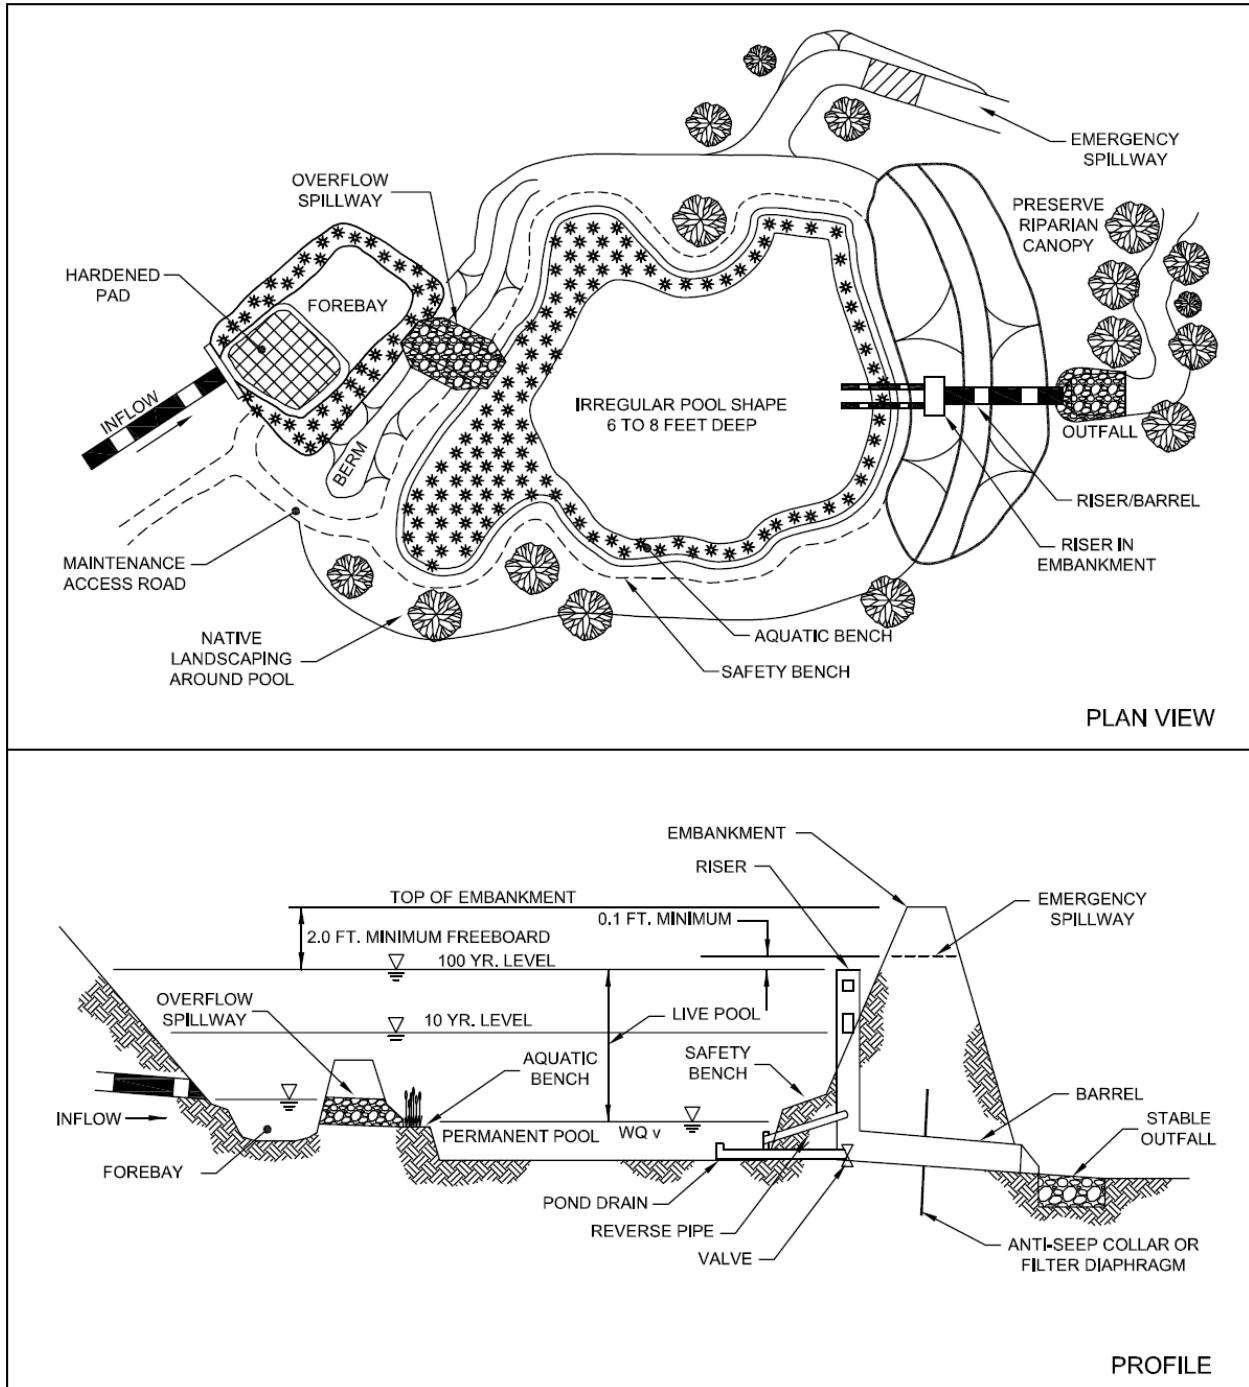 EMERGENCY
SPILLWAY
OVERFLOW
SPILLWAY
PRESERVE
RIPARIAN
CANOPY
HARDENED
PAD
FOREBAY
INFLOW
IRREGULAR POOL SHAPE
6 TO 8 FEET DEEP
OUTFALL
BERM
RISER/BARREL
MAINTENANCE
ACCESS ROAD
RISER IN
EMBANKMENT
NATIVE
LANDSCAPING
AROUND POOL
AQUATIC BENCH
SAFETY BENCH
PLAN VIEW
EMBANKMENT
RISER
TOP OF EMBANKMENT
EMERGENCY
SPILLWAY
0.1 FT. MINIMUM
2.0 FT. MINIMUM FREEBOARD
100 YR. LEVEL
OVERFLOW
SPILLWAY
10 YR. LEVEL
LIVE POOL
AQUATIC
BENCH
SAFETY
BENCH
BARREL
INFLOW
STABLE
OUTFALL
PERMANENT POOL
WQ v
FOREBAY
POND DRAIN
REVERSE PIPE
VALVE
ANTI-SEEP COLLAR OR
FILTER DIAPHRAGM
PROFILE